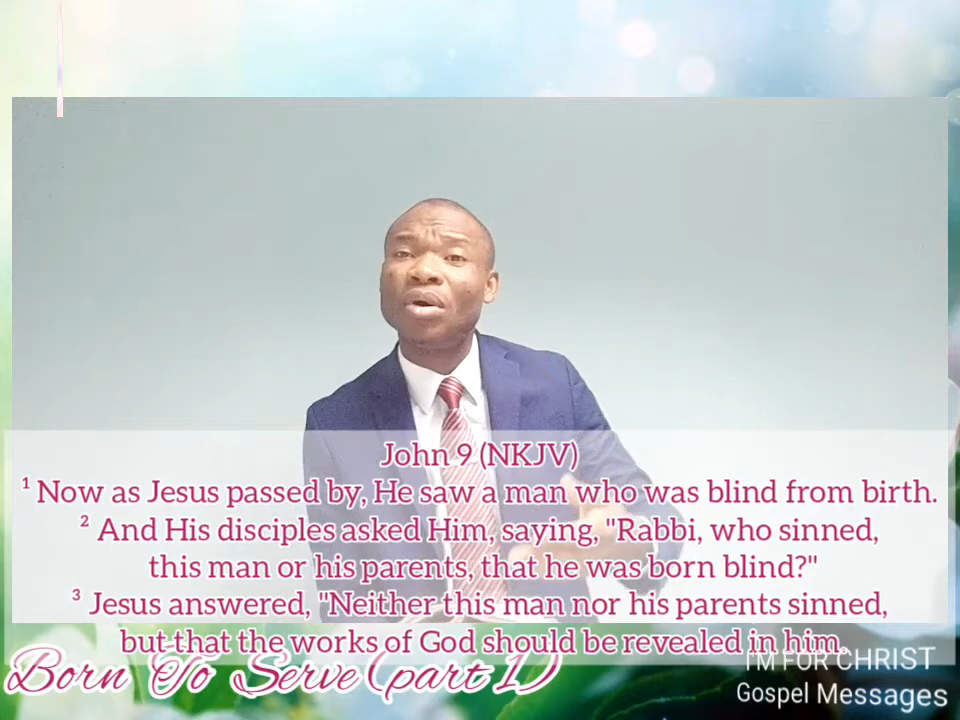 John 9 (NKJV)
¹ Now as Jesus passed by, He saw a man who was blind from birth.
² And His disciples asked Him, saying, "Rabbi, who sinned,
this man or his parents, that he was born blind?"
³ Jesus answered, "Neither this man nor his parents sinned,
but that the works of God should be revealed in him.
Born To Serve (part 1)
I'M FOR CHRIST
Gospel Messages